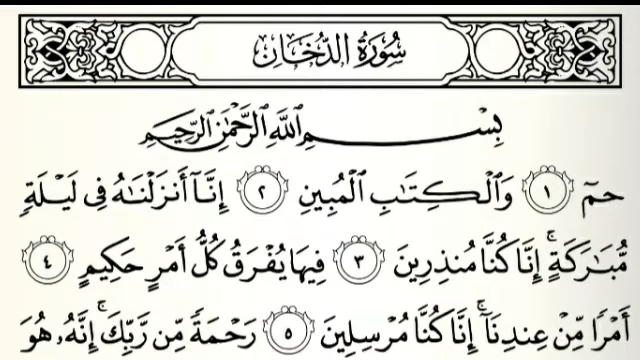 سُورَةُ الدُّخَانِ
بِسْمِ ٱللَّهِ ٱلرَّحْمَٰنِ ٱلرَّحِيمِ
حمٓ ١ وَٱلْكِتَٰبِ ٱلْمُبِينِ ٢ إِنَّآ أَنزَلْنَٰهُ فِى لَيْلَةٍ
مُّبَٰرَكَةٍ ۚ إِنَّا كُنَّا مُنذِرِينَ ٣ فِيهَا يُفْرَقُ كُلُّ أَمْرٍ حَكِيمٍ ٤
أَمْرًا مِّنْ عِندِنَآ ۚ إِنَّا كُنَّا مُرْسِلِينَ ٥ رَحْمَةً مِّن رَّبِّكَ ۚ إِنَّهُۥ هُوَ